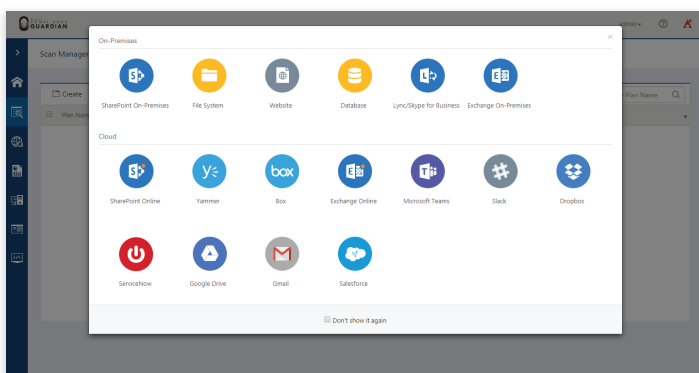 COMPLIANCE
GUARDIAN
admin
Scan Manager
On-Premises
Create
Plan Name
Plan Nam
SharePoint On-Premises
File System
Website
Database
Lync/Skype for Business
Exchange On-Premises
Cloud
SharePoint Online
Yammer
box
Box
Exchange Online
Microsoft Teams
Slack
Dropbox
ServiceNow
Google Drive
Gmail
Salesforce
Don't show it again